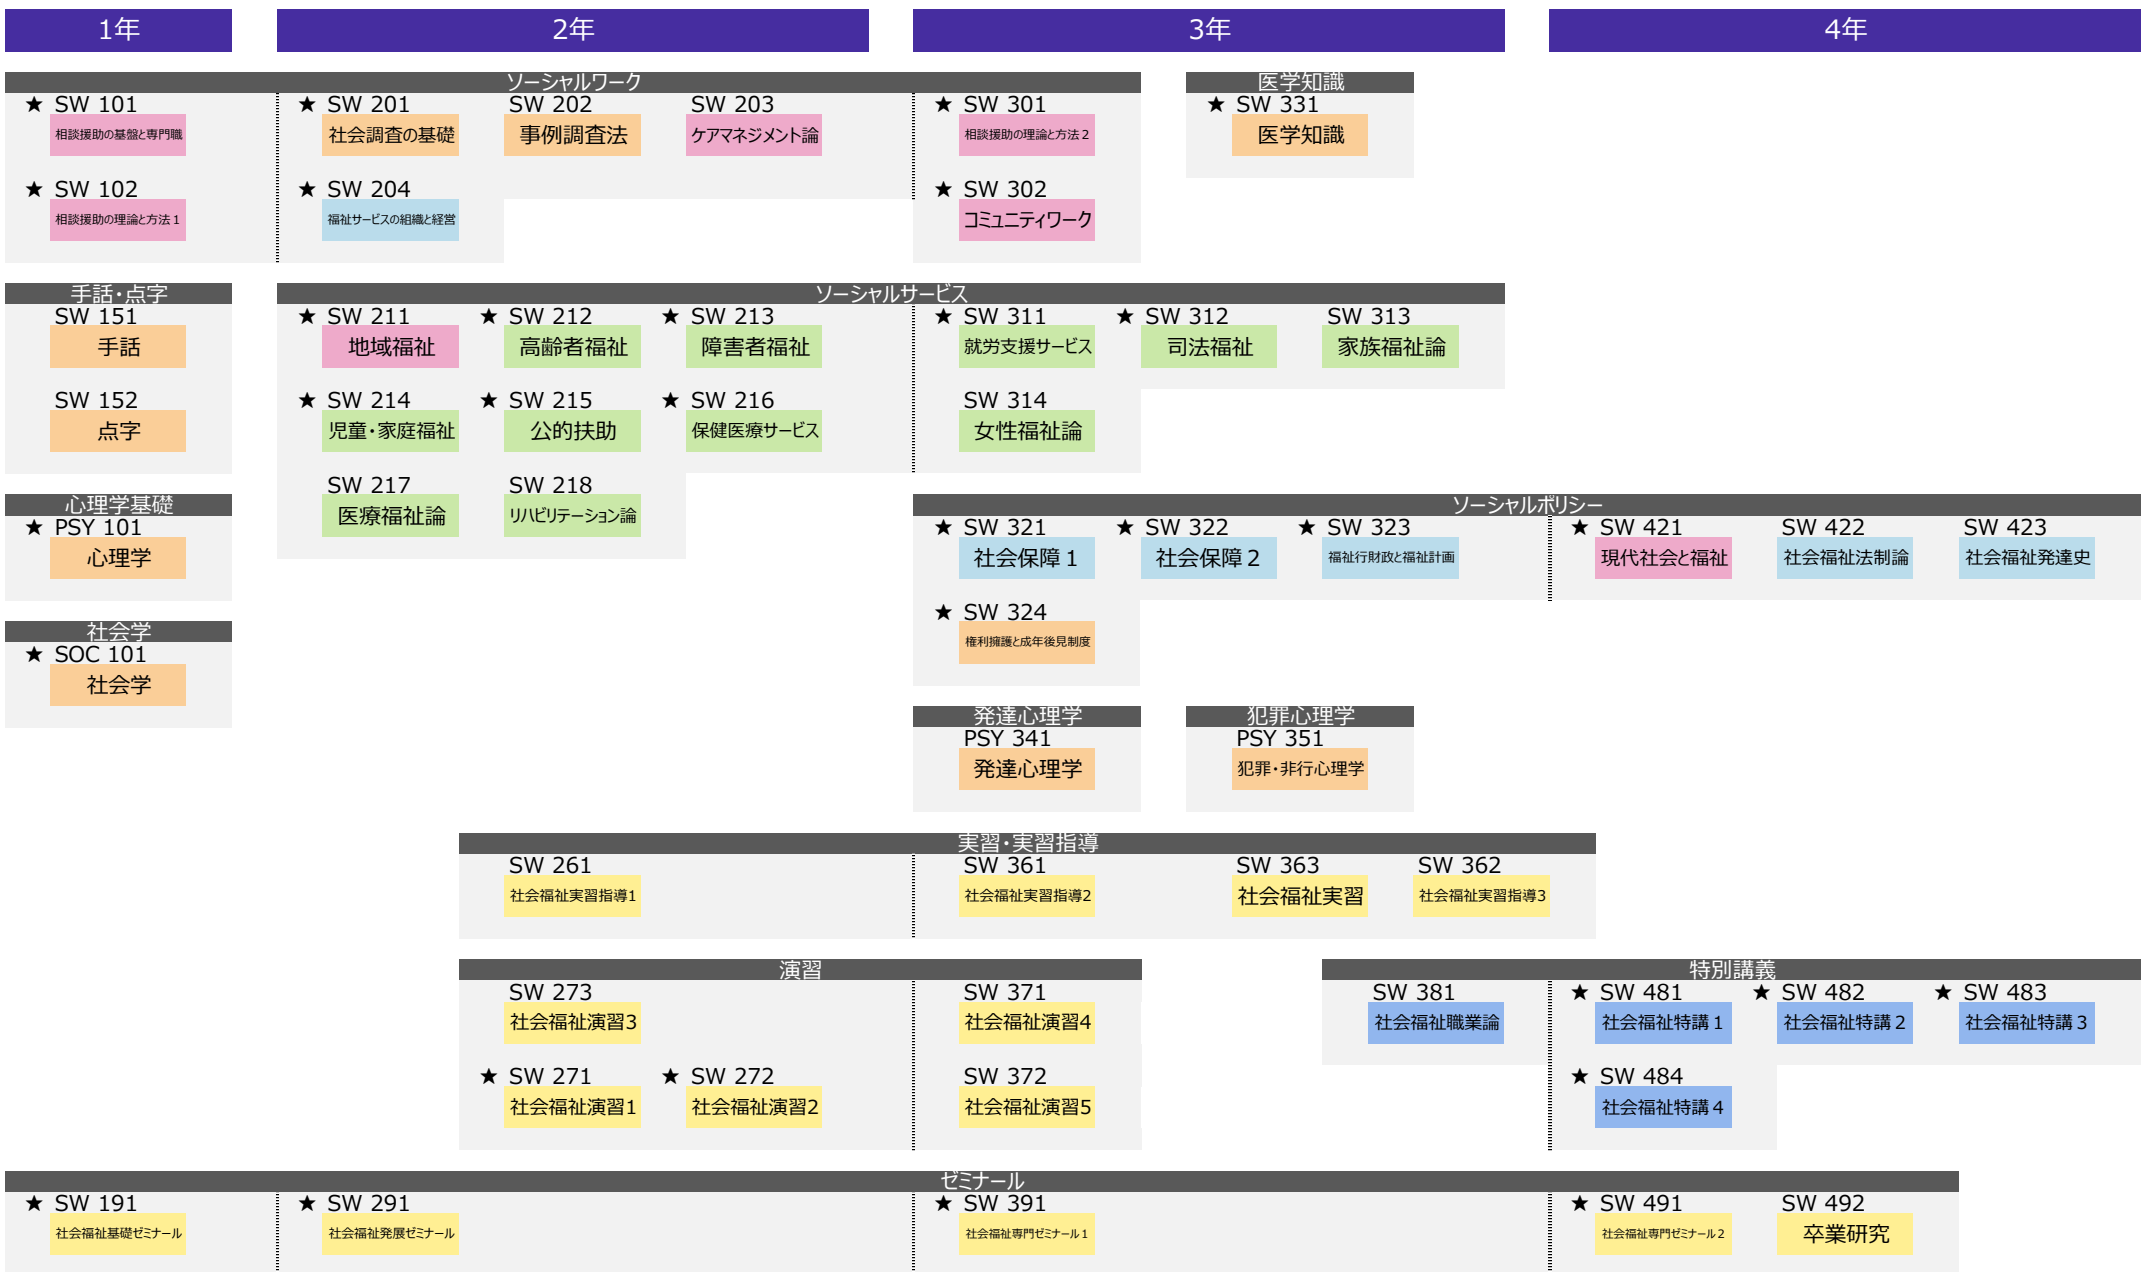 1年
2年
3年
4年
ソーシャルワーク
★ SW 101
相談援助の基盤と専門職
★ SW 201
社会調査の基礎
SW 202
事例調査法
SW 203
ケアマネジメント論
★ SW 301
相談援助の理論と方法２
★ SW 102
相談援助の理論と方法１
★ SW 204
福祉サービスの組織と経営
★ SW 302
コミュニティワーク
医学知識
★ SW 331
医学知識
手話・点字
SW 151
手話
SW 152
点字
ソーシャルサービス
★ SW 211
地域福祉
★ SW 212
高齢者福祉
★ SW 213
障害者福祉
★ SW 311
就労支援サービス
★ SW 312
司法福祉
SW 313
家族福祉論
★ SW 214
児童・家庭福祉
★ SW 215
公的扶助
★ SW 216
保健医療サービス
SW 314
女性福祉論
SW 217
医療福祉論
SW 218
リハビリテーション論
心理学基礎
★ PSY 101
心理学
ソーシャルポリシー
★ SW 321
社会保障１
★ SW 322
社会保障２
★ SW 323
福祉行財政と福祉計画
★ SW 421
現代社会と福祉
SW 422
社会福祉法制論
SW 423
社会福祉発達史
★ SW 324
権利擁護と成年後見制度
社会学
★ SOC 101
社会学
発達心理学
PSY 341
発達心理学
犯罪心理学
PSY 351
犯罪・非行心理学
実習・実習指導
SW 261
社会福祉実習指導1
SW 361
社会福祉実習指導2
SW 363
社会福祉実習
SW 362
社会福祉実習指導3
演習
SW 273
社会福祉演習3
SW 371
社会福祉演習4
★ SW 271
社会福祉演習1
★ SW 272
社会福祉演習2
SW 372
社会福祉演習5
特別講義
SW 381
社会福祉職業論
★ SW 481
社会福祉特講１
★ SW 482
社会福祉特講２
★ SW 483
社会福祉特講３
★ SW 484
社会福祉特講４
ゼミナール
★ SW 191
社会福祉基礎ゼミナール
★ SW 291
社会福祉発展ゼミナール
★ SW 391
社会福祉専門ゼミナール１
★ SW 491
社会福祉専門ゼミナール２
SW 492
卒業研究